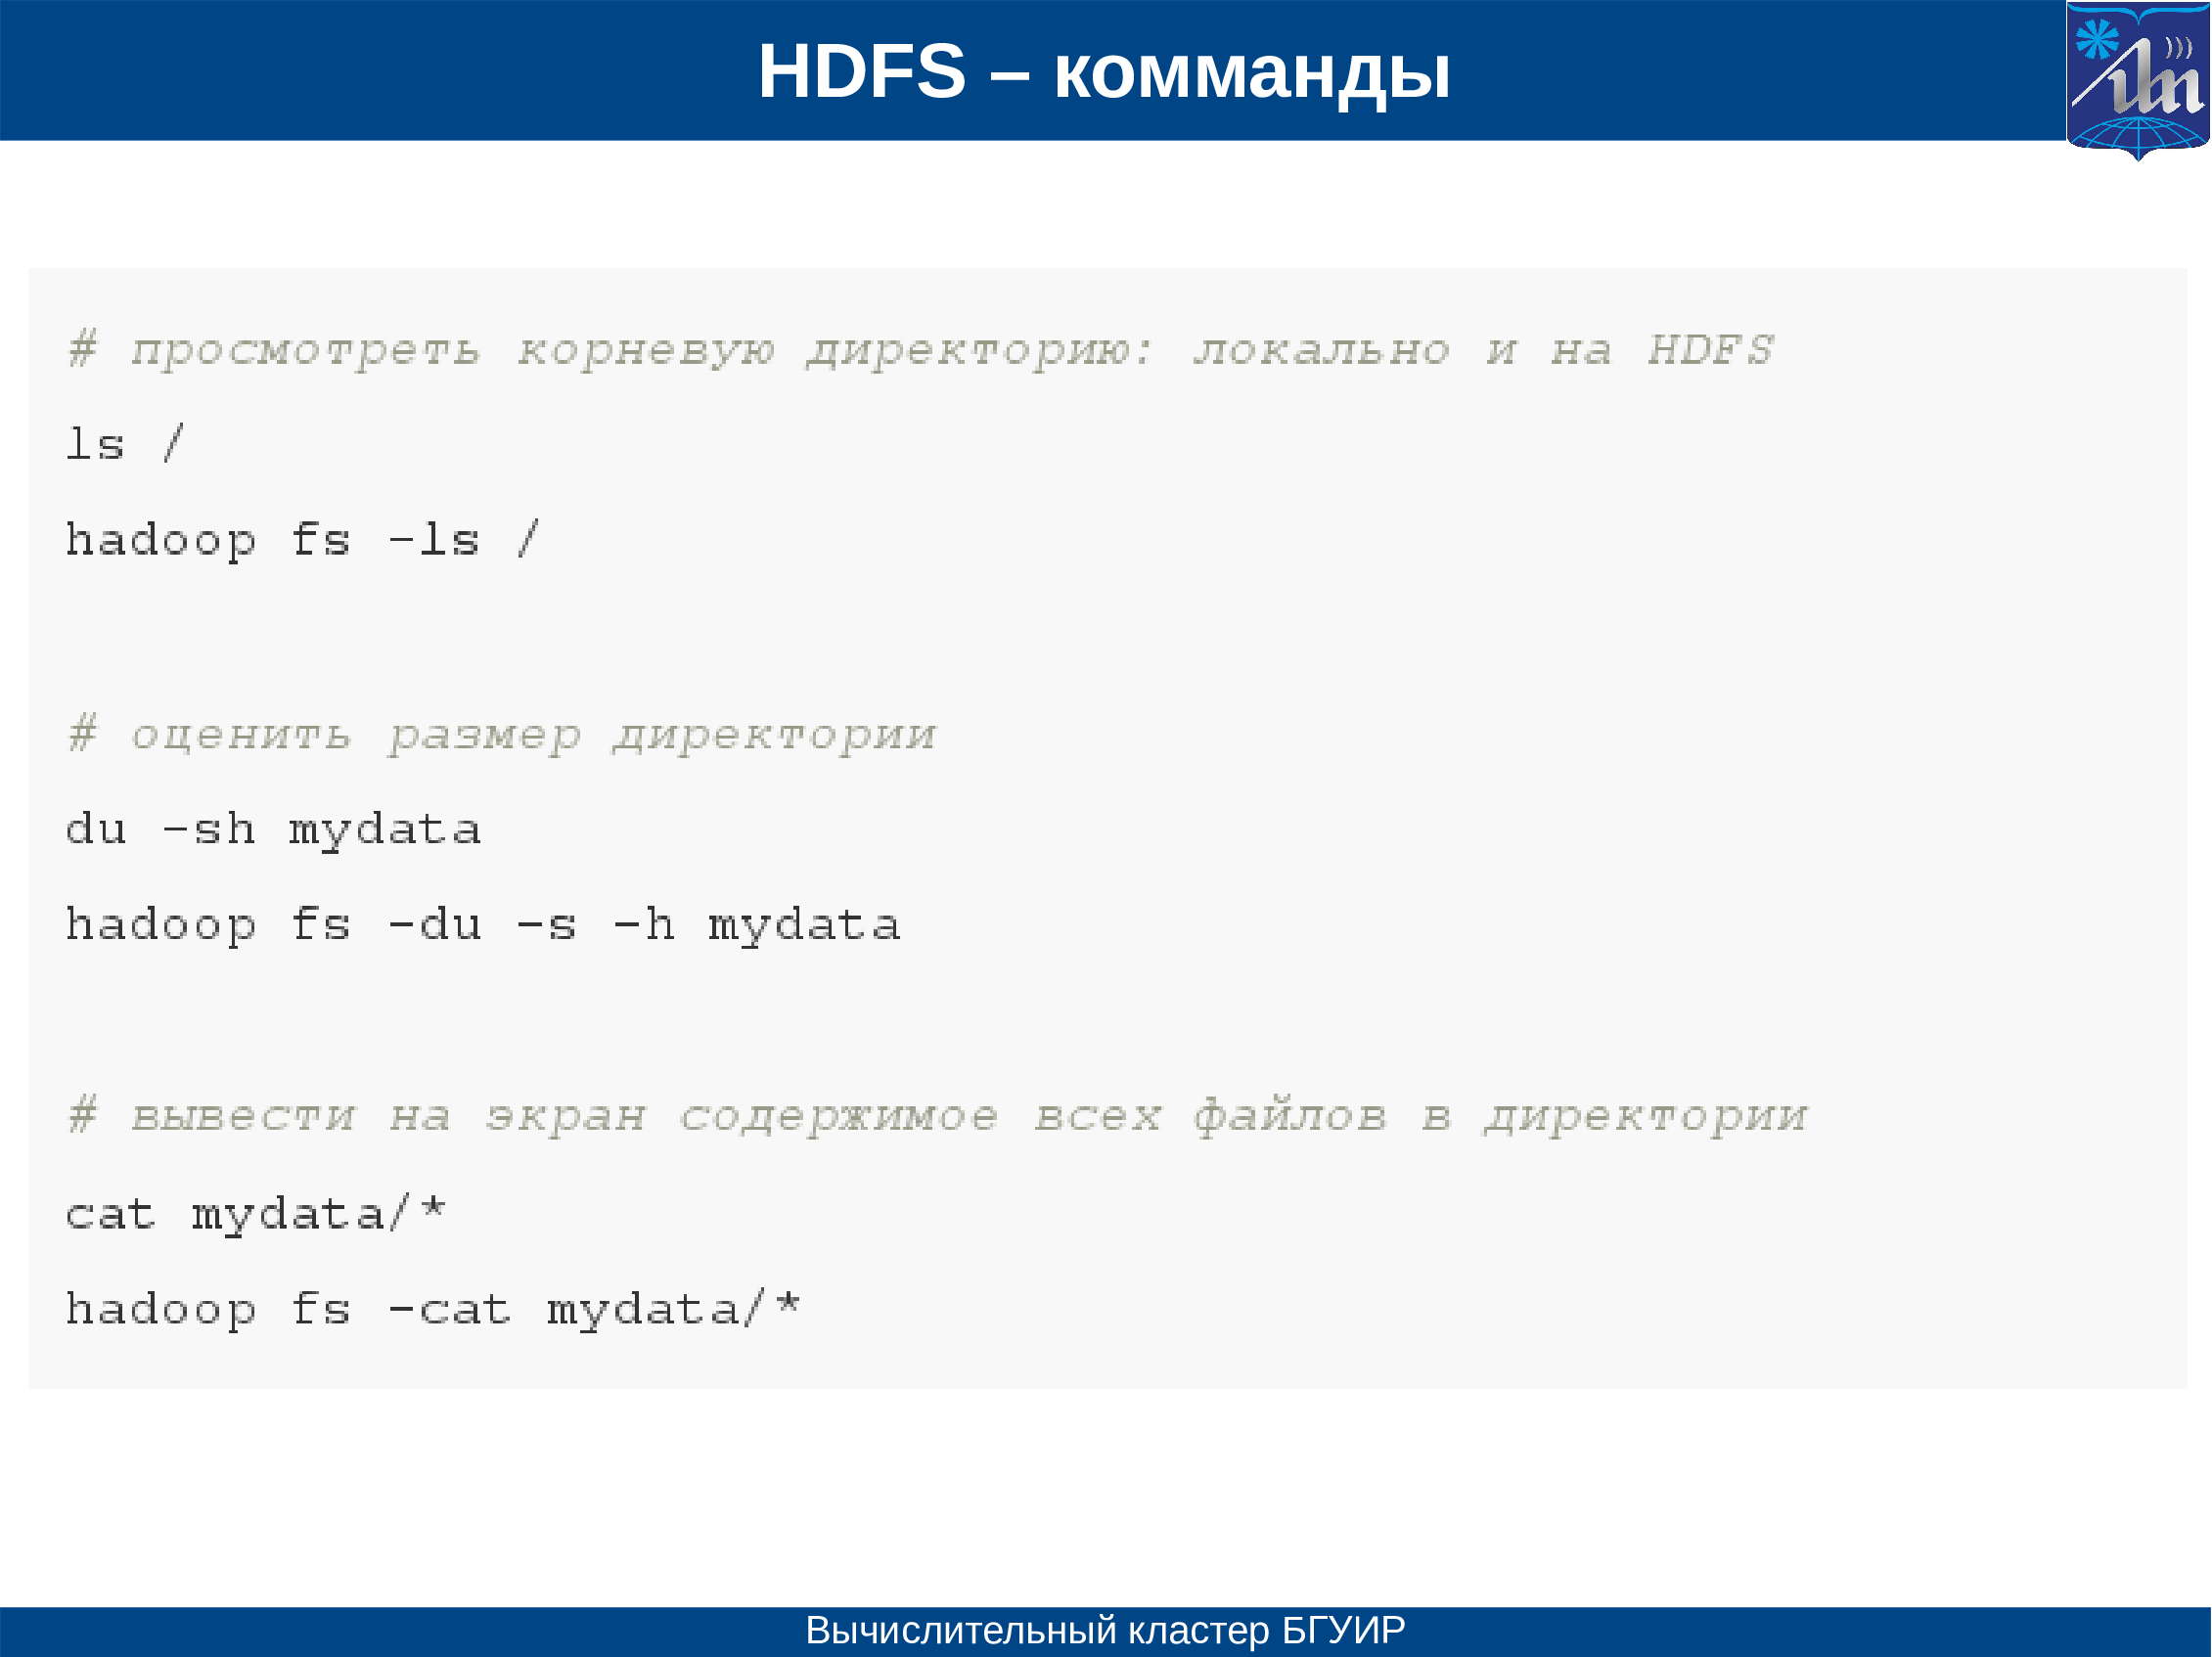 HDFS – комманды
# просмотреть корневую директорию: локально и на HDFS
ls /
hadoop fs -ls /
# оценить размер директории
du -sh mydata
hadoop fs -du -s -h mydata
# вывести на экран содержимое всех файлов в директории
cat mydata/*
hadoop fs -cat mydata/*
Вычислительный кластер БГУИР